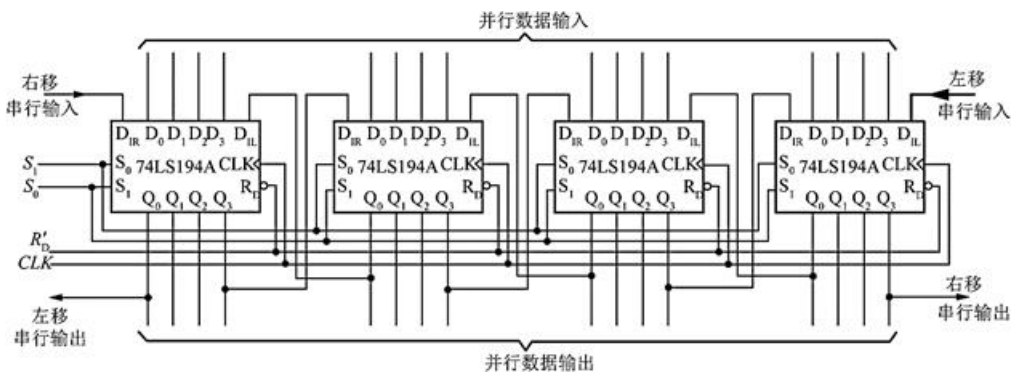 并行数据输入
右移
串行输入
左移
串行输入
D_IR D_0 D_1 D_2 D_3 D_IL
D_IR D_0 D_1 D_2 D_3 D_IL
D_IR D_0 D_1 D_2 D_3 D_IL
D_IR D_0 D_1 D_2 D_3 D_IL
S_1
S_0 74LS194A CLK
S_0 74LS194A CLK
S_0 74LS194A CLK
S_0 74LS194A CLK
S_0
S_1 R_D
S_1 R_D
S_1 R_D
S_1 R_D
Q_0 Q_1 Q_2 Q_3
Q_0 Q_1 Q_2 Q_3
Q_0 Q_1 Q_2 Q_3
Q_0 Q_1 Q_2 Q_3
R'_D
CLK
左移
串行输出
右移
串行输出
并行数据输出